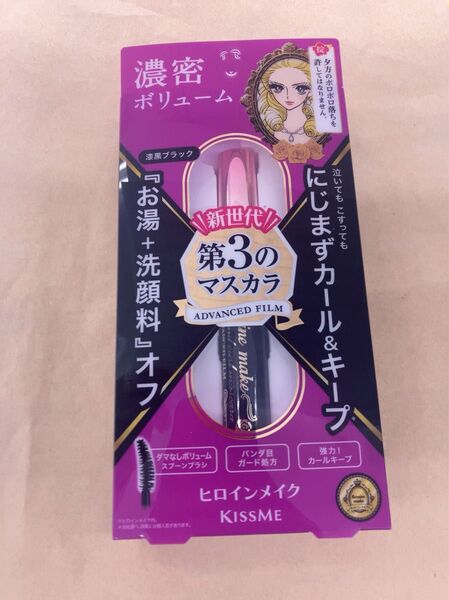 濃密
ボリューム
掟
夕方のポロポロ落ちを
許してはなりません。
漆黒ブラック
泣いても こすっても
にじまずカール&キープ
『お湯+洗顔料』オフ
新世代
第3の
マスカラ
ADVANCED FILM
ine make
KISSME
ダマなしボリューム
スプーンブラシ
パンダ目
ガード処方
強力！
カールキープ
ヒロインメイク
KISSME